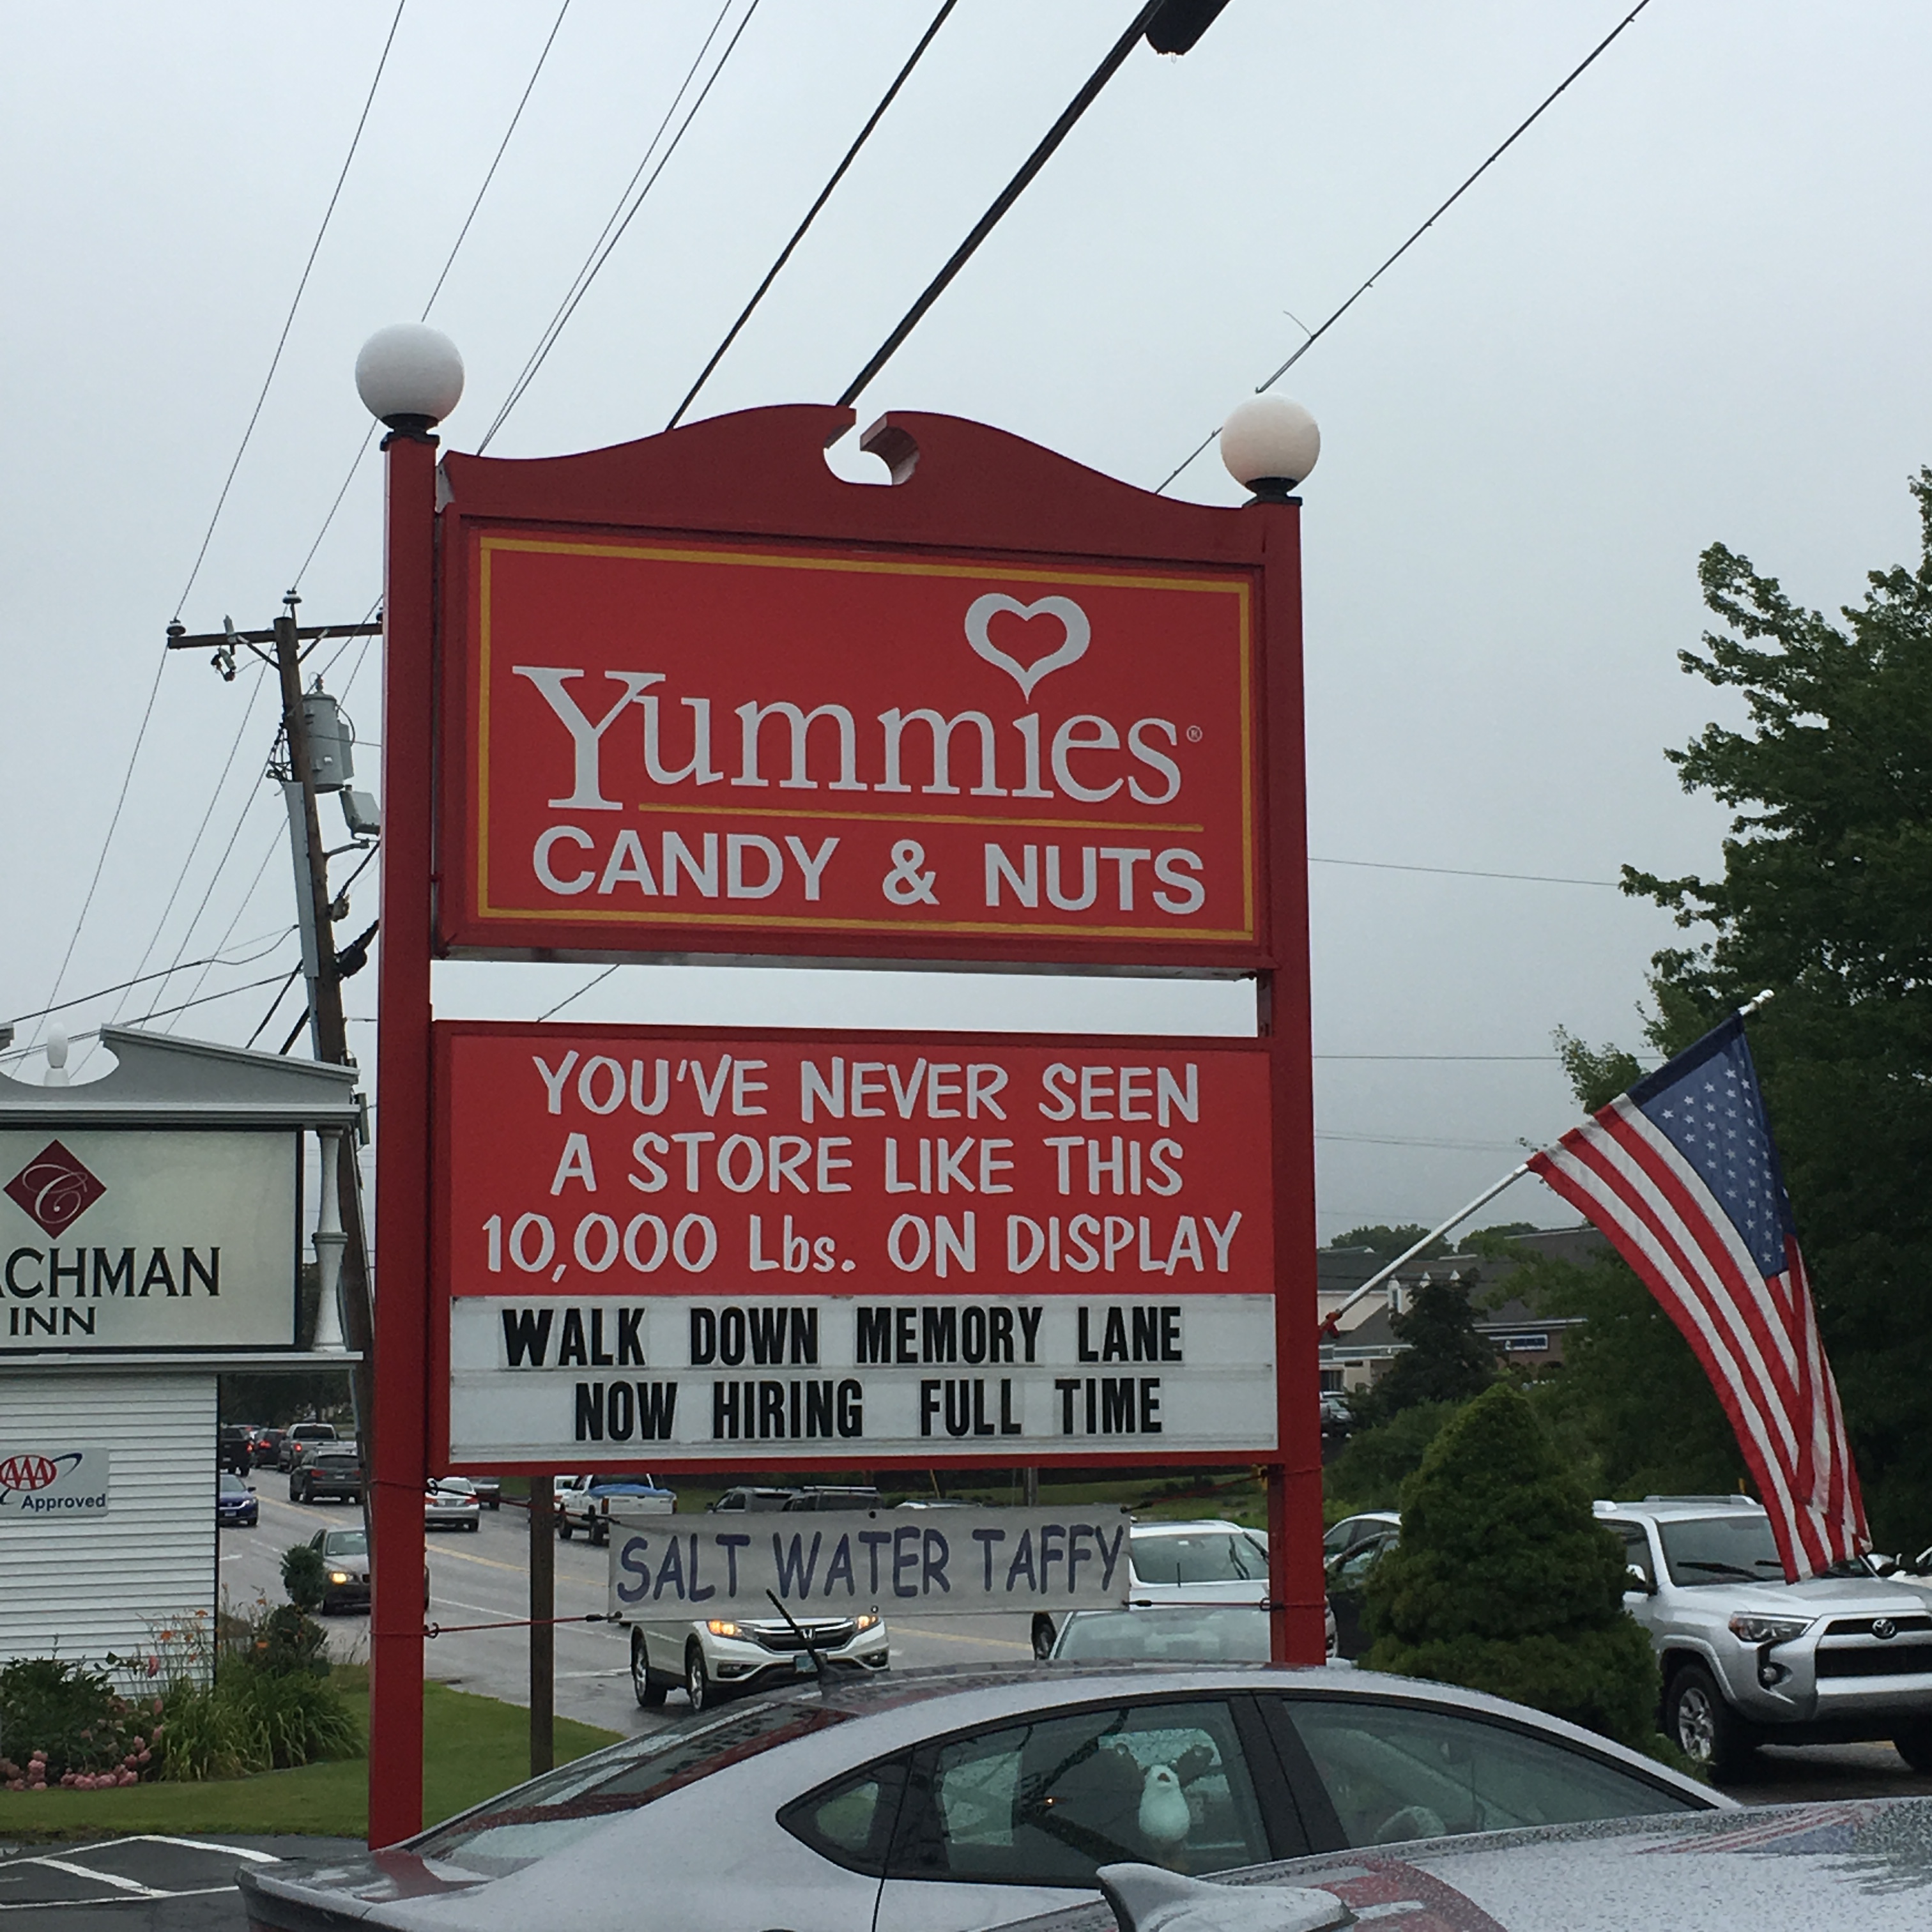 Yummies®
CANDY & NUTS
YOU'VE NEVER SEEN
A STORE LIKE THIS
10,000 Lbs. ON DISPLAY
WALK DOWN MEMORY LANE
NOW HIRING FULL TIME
SALT WATER TAFFY
C
ACHMAN
INN
AAA
Approved